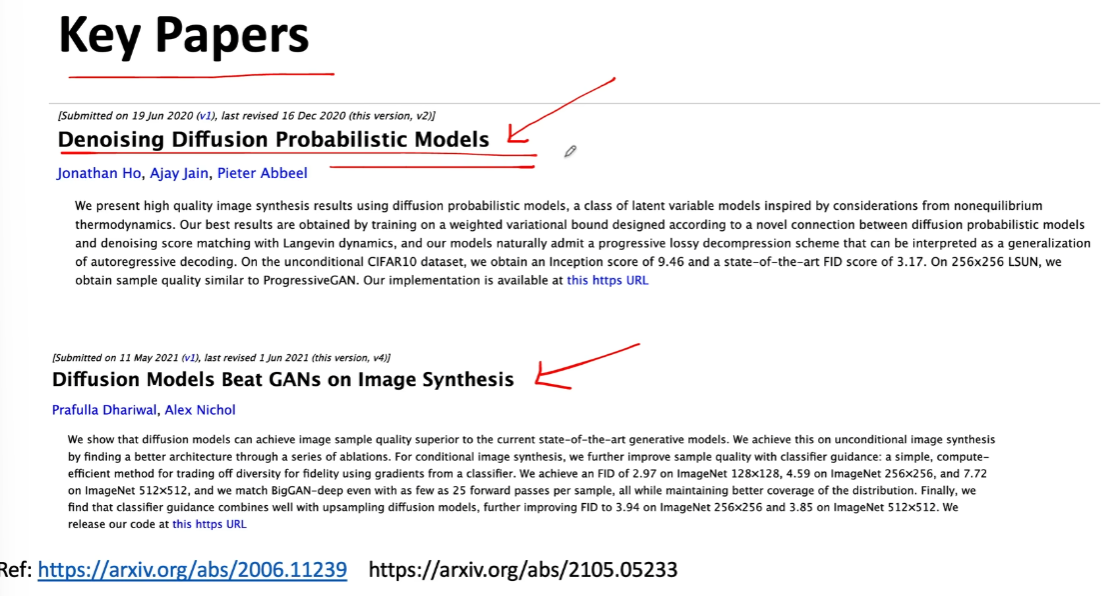 Key Papers
[Submitted on 19 Jun 2020 (v1), last revised 16 Dec 2020 (this version, v2)]
Denoising Diffusion Probabilistic Models
Jonathan Ho, Ajay Jain, Pieter Abbeel
We present high quality image synthesis results using diffusion probabilistic models, a class of latent variable models inspired by considerations from nonequilibrium
thermodynamics. Our best results are obtained by training on a weighted variational bound designed according to a novel connection between diffusion probabilistic models
and denoising score matching with Langevin dynamics, and our models naturally admit a progressive lossy decompression scheme that can be interpreted as a generalization
of autoregressive decoding. On the unconditional CIFAR10 dataset, we obtain an Inception score of 9.46 and a state-of-the-art FID score of 3.17. On 256x256 LSUN, we
obtain sample quality similar to ProgressiveGAN. Our implementation is available at this https URL
[Submitted on 11 May 2021 (v1), last revised 1 Jun 2021 (this version, v4)]
Diffusion Models Beat GANs on Image Synthesis
Prafulla Dhariwal, Alex Nichol
We show that diffusion models can achieve image sample quality superior to the current state-of-the-art generative models. We achieve this on unconditional image synthesis
by finding a better architecture through a series of ablations. For conditional image synthesis, we further improve sample quality with classifier guidance: a simple, compute-
efficient method for trading off diversity for fidelity using gradients from a classifier. We achieve an FID of 2.97 on ImageNet 128×128, 4.59 on ImageNet 256×256, and 7.72
on ImageNet 512×512, and we match BigGAN-deep even with as few as 25 forward passes per sample, all while maintaining better coverage of the distribution. Finally, we
find that classifier guidance combines well with upsampling diffusion models, further improving FID to 3.94 on ImageNet 256×256 and 3.85 on ImageNet 512×512. We
release our code at this https URL
Ref: https://arxiv.org/abs/2006.11239 https://arxiv.org/abs/2105.05233